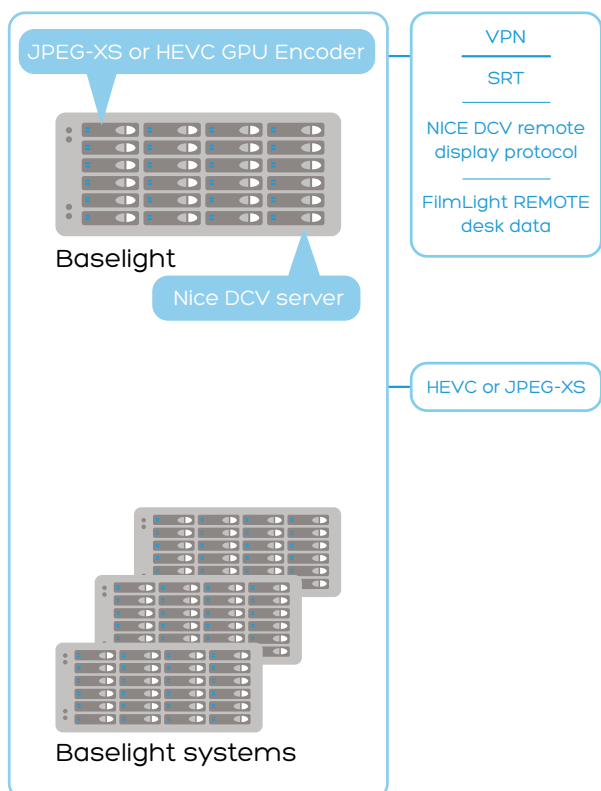 JPEG-XS or HEVC GPU Encoder
Baselight
Nice DCV server
Baselight systems
VPN
SRT
NICE DCV remote
display protocol
FilmLight REMOTE
desk data
HEVC or JPEG-XS